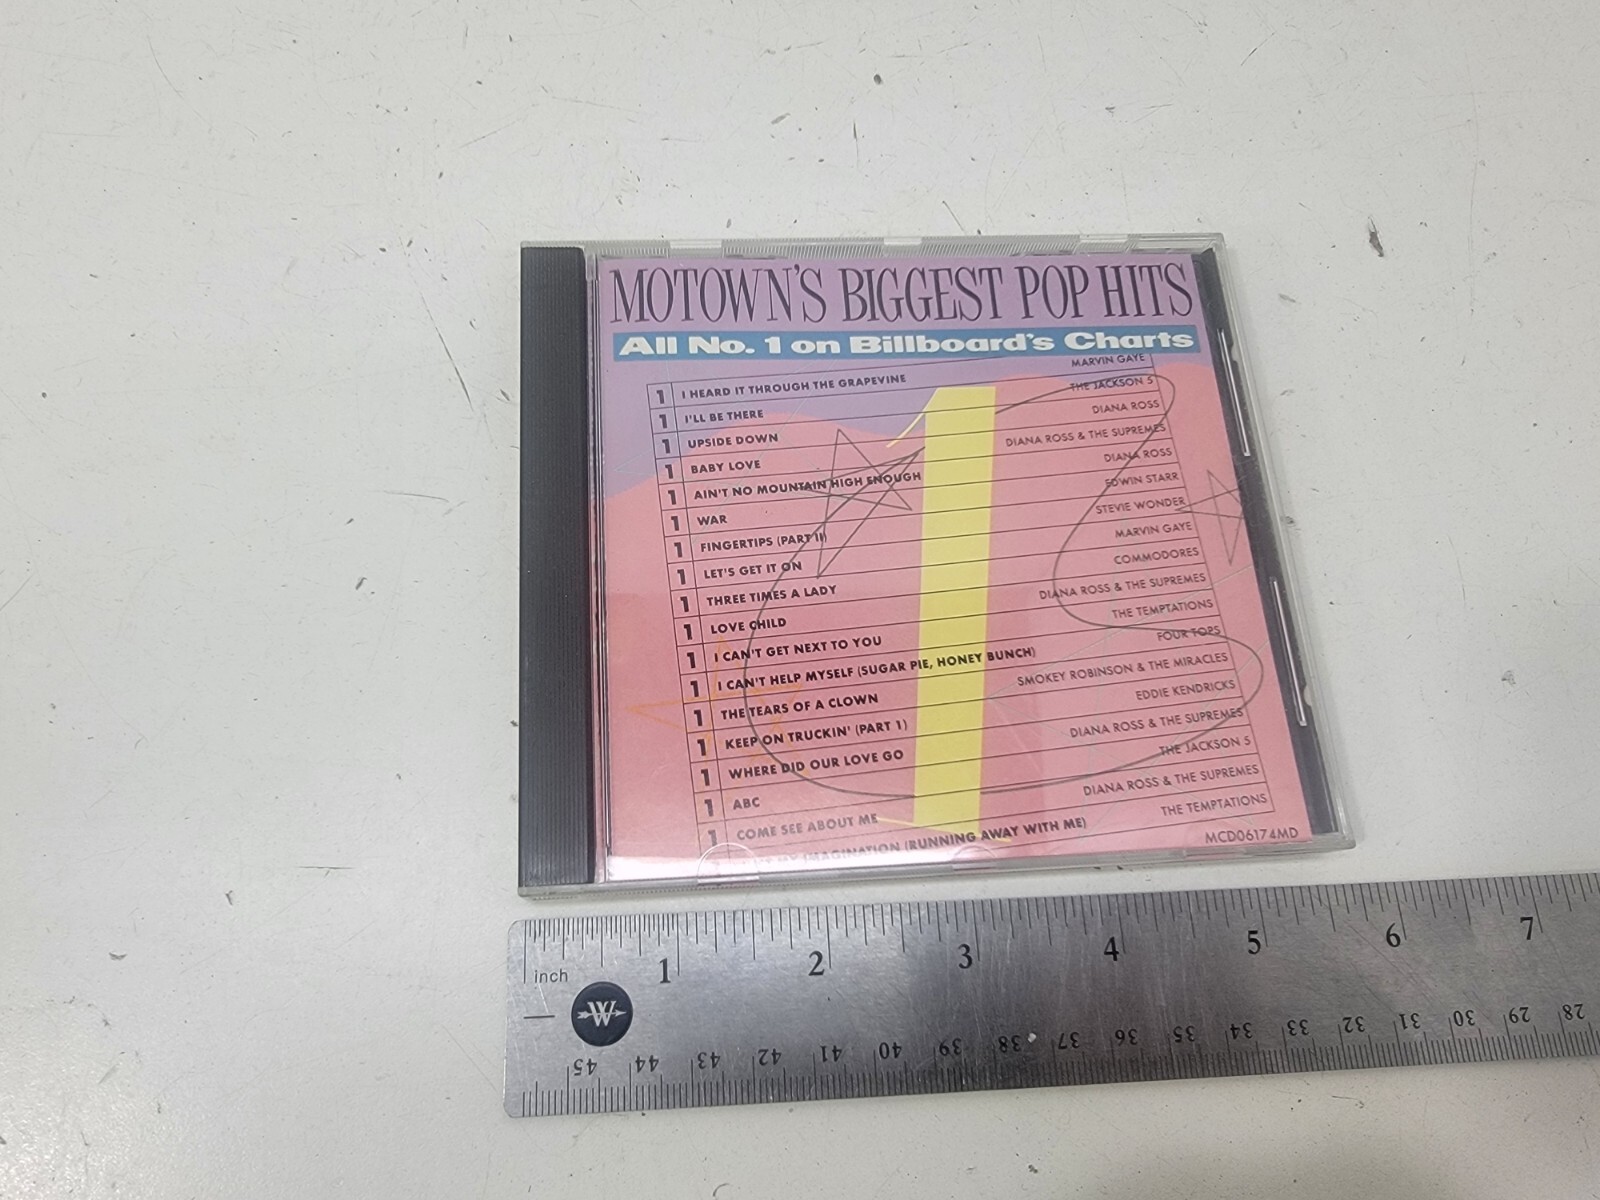 MOTOWN'S BIGGEST POP HITS
All No. 1 on Billboard's Charts
1 I HEARD IT THROUGH THE GRAPEVINE MARVIN GAYE
1 I'LL BE THERE THE JACKSON 5
1 UPSIDE DOWN DIANA ROSS
1 BABY LOVE DIANA ROSS & THE SUPREMES
1 AIN'T NO MOUNTAIN HIGH ENOUGH DIANA ROSS
1 WAR EDWIN STARR
1 FINGERTIPS (PART II) STEVIE WONDER
1 LET'S GET IT ON MARVIN GAYE
1 THREE TIMES A LADY COMMODORES
1 LOVE CHILD DIANA ROSS & THE SUPREMES
1 I CAN'T GET NEXT TO YOU THE TEMPTATIONS
1 I CAN'T HELP MYSELF (SUGAR PIE, HONEY BUNCH) FOUR TOPS
1 THE TEARS OF A CLOWN SMOKEY ROBINSON & THE MIRACLES
1 KEEP ON TRUCKIN' (PART 1) EDDIE KENDRICKS
1 WHERE DID OUR LOVE GO DIANA ROSS & THE SUPREMES
1 ABC THE JACKSON 5
1 COME SEE ABOUT ME DIANA ROSS & THE SUPREMES
MY IMAGINATION (RUNNING AWAY WITH ME) THE TEMPTATIONS
1
MCD06174MD
1 2 3 4 5 6 7
inch
W
45 44 43 42 41 40 39 38 37 36 35 34 33 32 31 30 29 28